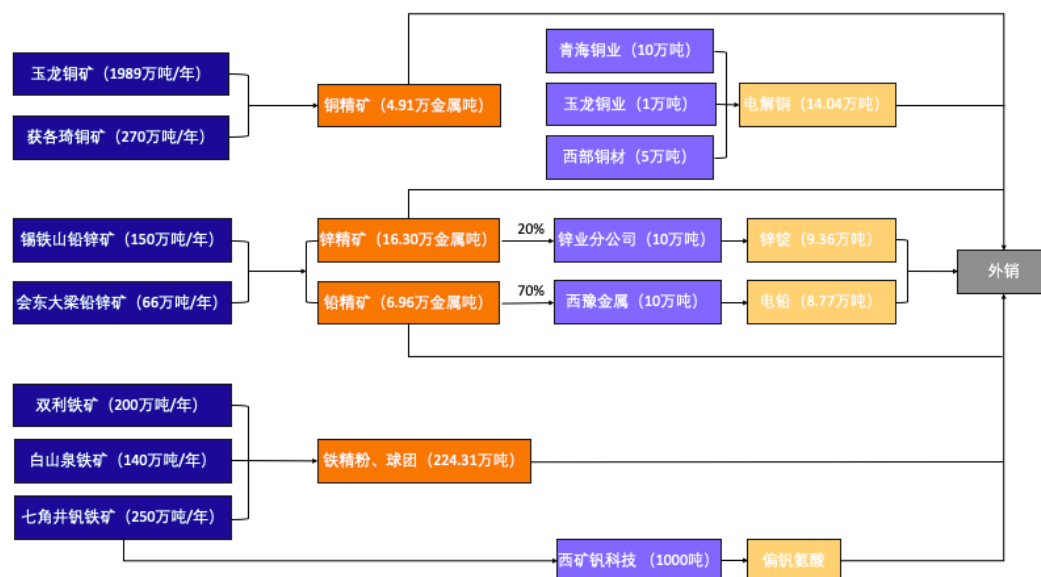 玉龙铜矿（1989万吨/年）
获各琦铜矿（270万吨/年）
铜精矿（4.91万金属吨）
青海铜业（10万吨）
玉龙铜业（1万吨）
西部铜材（5万吨）
电解铜（14.04万吨）
锡铁山铅锌矿（150万吨/年）
会东大梁铅锌矿（66万吨/年）
锌精矿（16.30万金属吨）
铅精矿（6.96万金属吨）
20%
70%
锌业分公司（10万吨）
西豫金属（10万吨）
锌锭（9.36万吨）
电铅（8.77万吨）
外销
双利铁矿（200万吨/年）
白山泉铁矿（140万吨/年）
七角井钒铁矿（250万吨/年）
铁精粉、球团（224.31万吨）
西矿钒科技 （1000吨）
偏钒氨酸